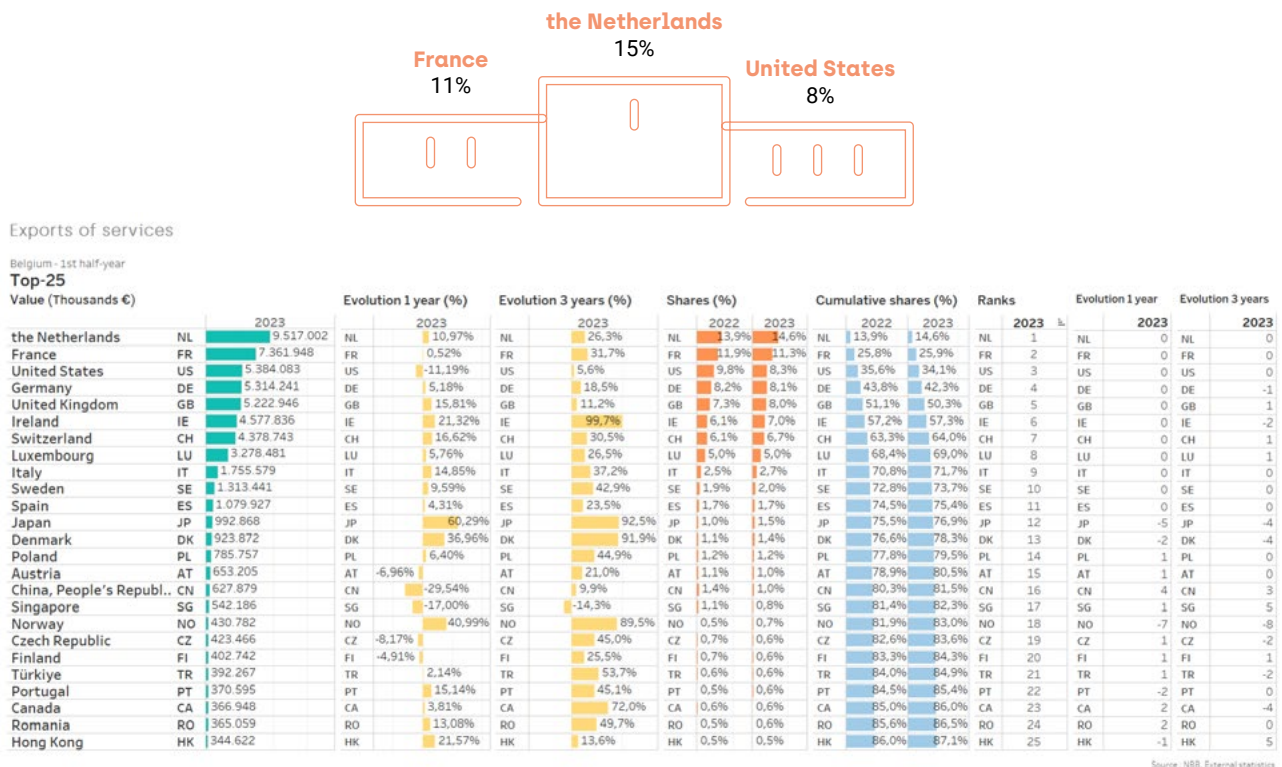 the Netherlands
15%
France
11%
United States
8%
Exports of services
Belgium - 1st half-year
Top-25
Value (Thousands €) Evolution 1 year (%) Evolution 3 years (%) Shares (%) Cumulative shares (%) Ranks Evolution 1 year Evolution 3 years
2023 2023 2023 2022 2023 2022 2023 2023 2023 2023
the Netherlands NL 9.517.002 NL 10,97% NL 26,3% NL 13,9% 14,6% NL 13,9% 14,6% NL 1 NL 0 NL 0
France FR 7.361.948 FR 0,52% FR 31,7% FR 11,9% 11,3% FR 25,8% 25,9% FR 2 FR 0 FR 0
United States US 5.384.083 US -11,19% US 5,6% US 9,8% 8,3% US 35,6% 34,1% US 3 US 0 US 0
Germany DE 5.314.241 DE 5,18% DE 18,5% DE 8,2% 8,1% DE 43,8% 42,3% DE 4 DE 0 DE -1
United Kingdom GB 5.222.946 GB 15,81% GB 11,2% GB 7,3% 8,0% GB 51,1% 50,3% GB 5 GB 0 GB 1
Ireland IE 4.577.836 IE 21,32% IE 99,7% IE 6,1% 7,0% IE 57,2% 57,3% IE 6 IE 0 IE -2
Switzerland CH 4.378.743 CH 16,62% CH 30,5% CH 6,1% 6,7% CH 63,3% 64,0% CH 7 CH 0 CH 1
Luxembourg LU 3.278.481 LU 5,76% LU 26,5% LU 5,0% 5,0% LU 68,4% 69,0% LU 8 LU 0 LU 1
Italy IT 1.755.579 IT 14,85% IT 37,2% IT 2,5% 2,7% IT 70,8% 71,7% IT 9 IT 0 IT 0
Sweden SE 1.313.441 SE 9,59% SE 42,9% SE 1,9% 2,0% SE 72,8% 73,7% SE 10 SE 0 SE 0
Spain ES 1.079.927 ES 4,31% ES 23,5% ES 1,7% 1,7% ES 74,5% 75,4% ES 11 ES 0 ES 0
Japan JP 992.868 JP 60,29% JP 92,5% JP 1,0% 1,5% JP 75,5% 76,9% JP 12 JP -5 JP -4
Denmark DK 923.872 DK 36,96% DK 91,9% DK 1,1% 1,4% DK 76,6% 78,3% DK 13 DK -2 DK -4
Poland PL 785.757 PL 6,40% PL 44,9% PL 1,2% 1,2% PL 77,8% 79,5% PL 14 PL 1 PL 0
Austria AT 653.205 AT -6,96% AT 21,0% AT 1,1% 1,0% AT 78,9% 80,5% AT 15 AT 1 AT 0
China, People's Republ.. CN 627.879 CN -29,54% CN 9,9% CN 1,4% 1,0% CN 80,3% 81,5% CN 16 CN 4 CN 3
Singapore SG 542.186 SG -17,00% SG -14,3% SG 1,1% 0,8% SG 81,4% 82,3% SG 17 SG 1 SG 5
Norway NO 430.782 NO 40,99% NO 89,5% NO 0,5% 0,7% NO 81,9% 83,0% NO 18 NO -7 NO -8
Czech Republic CZ 423.466 CZ -8,17% CZ 45,0% CZ 0,7% 0,6% CZ 82,6% 83,6% CZ 19 CZ 1 CZ -2
Finland FI 402.742 FI -4,91% FI 25,5% FI 0,7% 0,6% FI 83,3% 84,3% FI 20 FI 1 FI 1
Türkiye TR 392.267 TR 2,14% TR 53,7% TR 0,6% 0,6% TR 84,0% 84,9% TR 21 TR 1 TR -2
Portugal PT 370.595 PT 15,14% PT 45,1% PT 0,5% 0,6% PT 84,5% 85,4% PT 22 PT -2 PT 0
Canada CA 366.948 CA 3,81% CA 72,0% CA 0,6% 0,6% CA 85,0% 86,0% CA 23 CA 2 CA -4
Romania RO 365.059 RO 13,08% RO 49,7% RO 0,5% 0,6% RO 85,6% 86,5% RO 24 RO 2 RO 0
Hong Kong HK 344.622 HK 21,57% HK 13,6% HK 0,5% 0,5% HK 86,0% 87,1% HK 25 HK -1 HK 5
Source: NBB, External statistics